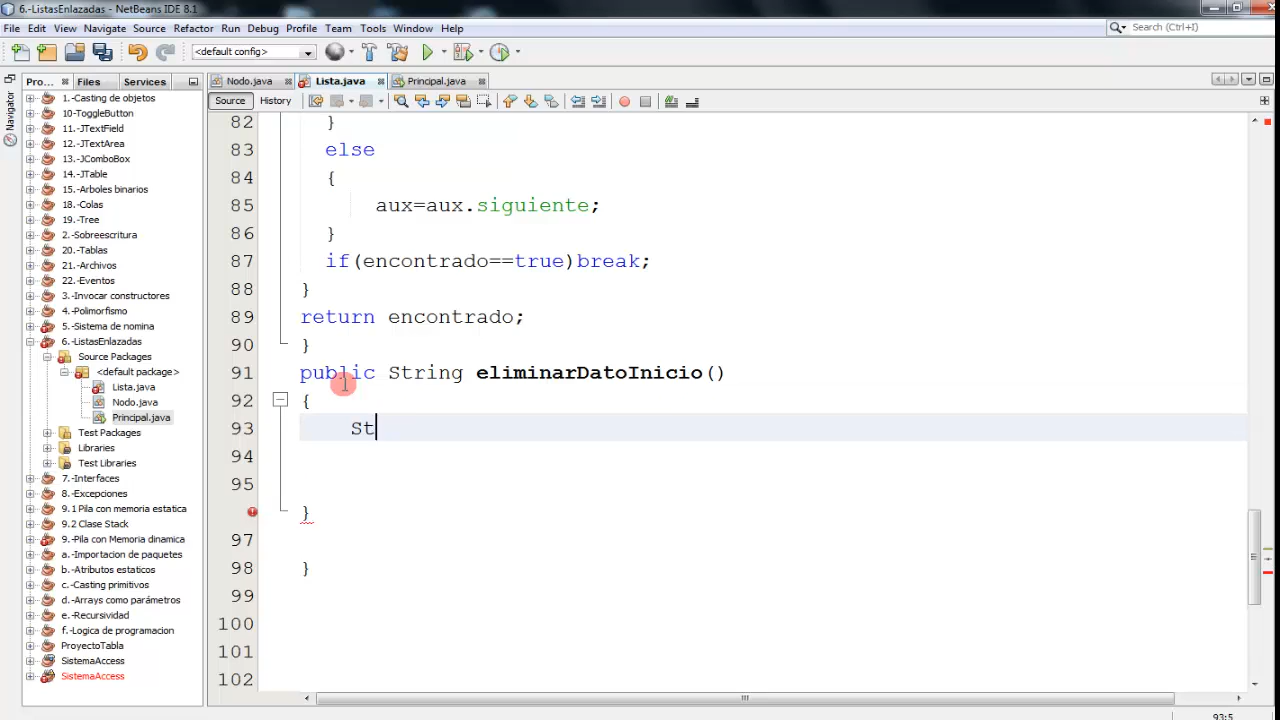 6.-ListasEnlazadas - NetBeans IDE 8.1
File Edit View Navigate Source Refactor Run Debug Profile Team Tools Window Help
Search (Ctrl+I)
<default config>
Pro... Files Services
Nodo.java Lista.java Principal.java
Source History
Navigator
1.-Casting de objetos
10-ToggleButton
11.-JTextField
12.-JTextArea
13.-JComboBox
14.-JTable
15.-Arboles binarios
18.-Colas
19.-Tree
2.-Sobreescritura
20.-Tablas
21.-Archivos
22.-Eventos
3.-Invocar constructores
4.-Polimorfismo
5.-Sistema de nomina
6.-ListasEnlazadas
Source Packages
<default package>
Lista.java
Nodo.java
Principal.java
Test Packages
Libraries
Test Libraries
7.-Interfaces
8.-Excepciones
9.1 Pila con memoria estatica
9.2 Clase Stack
9.-Pila con Memoria dinamica
a.-Importacion de paquetes
b.-Atributos estaticos
c.-Casting primitivos
d.-Arrays como parámetros
e.-Recursividad
f.-Logica de programacion
ProyectoTabla
SistemaAccess
SistemaAccess
82 }
83 else
84 {
85 aux=aux.siguiente;
86 }
87 if(encontrado==true)break;
88 }
89 return encontrado;
90 }
91 public String eliminarDatoInicio()
92 {
93 St
94
95
}
97
98 }
99
100
101
102
93:5